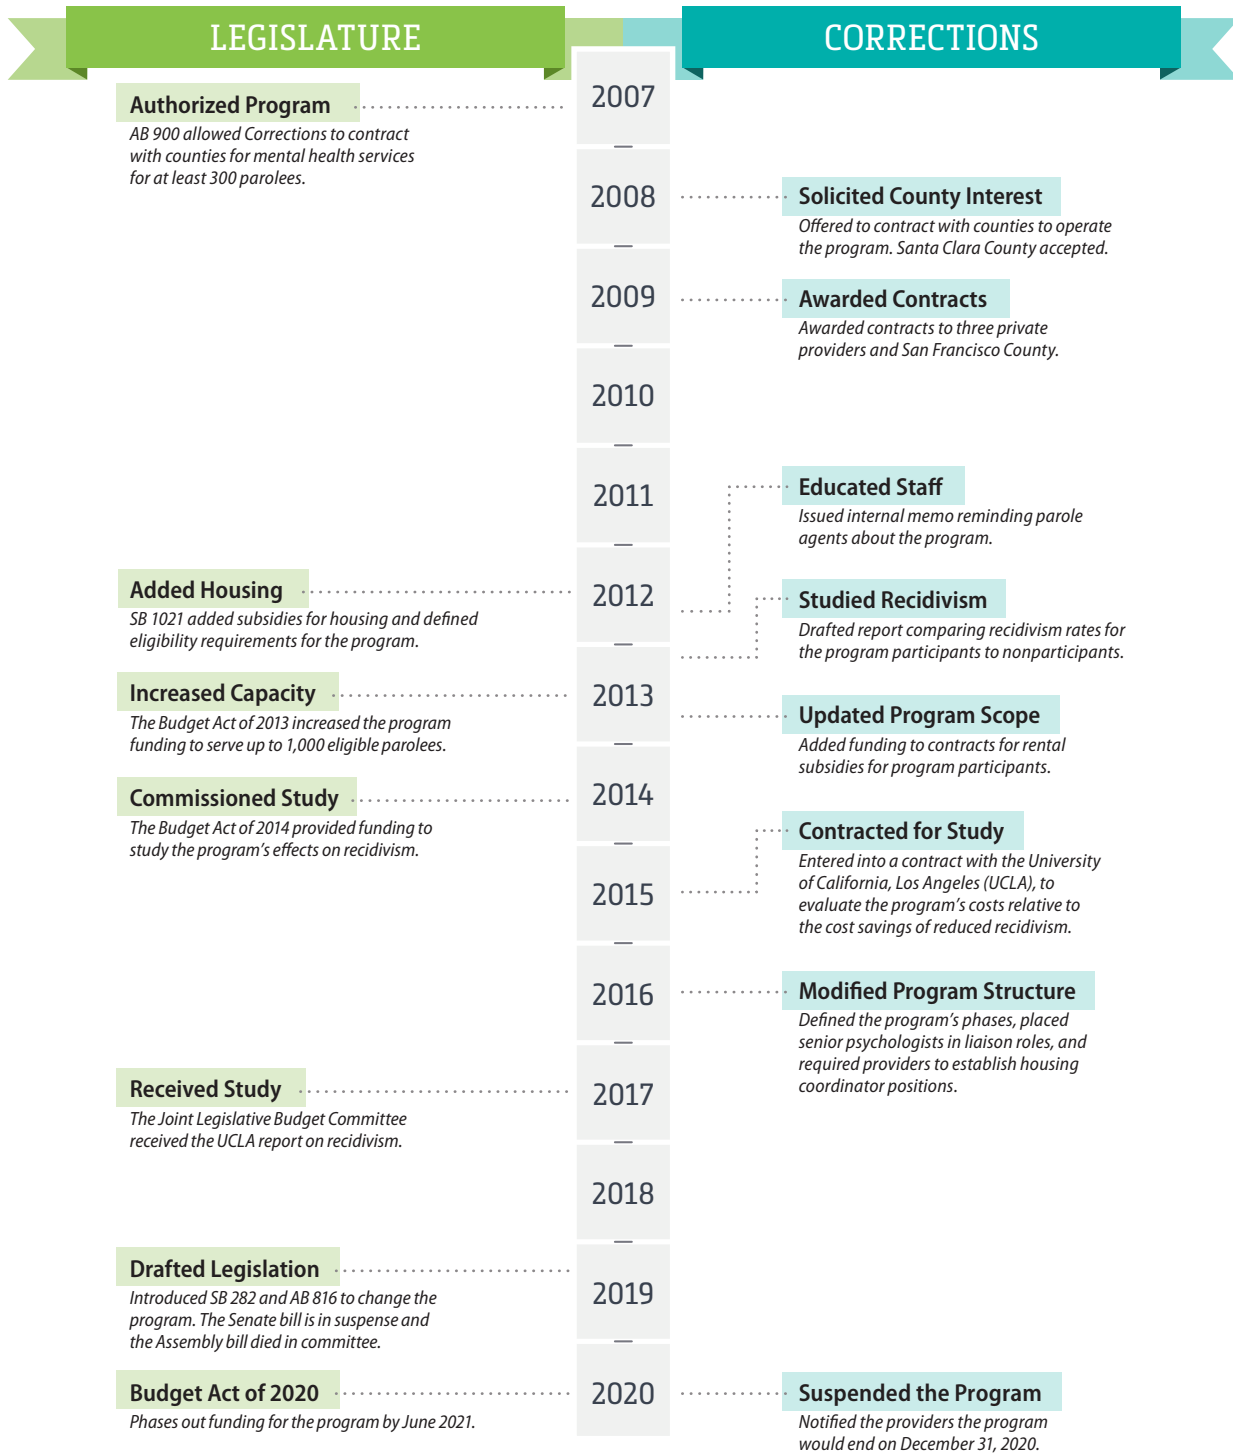 LEGISLATURE
CORRECTIONS
2007
Authorized Program
AB 900 allowed Corrections to contract
with counties for mental health services
for at least 300 parolees.
2008
Solicited County Interest
Offered to contract with counties to operate
the program. Santa Clara County accepted.
2009
Awarded Contracts
Awarded contracts to three private
providers and San Francisco County.
2010
2011
Educated Staff
Issued internal memo reminding parole
agents about the program.
Added Housing
SB 1021 added subsidies for housing and defined
eligibility requirements for the program.
2012
Studied Recidivism
Drafted report comparing recidivism rates for
the program participants to nonparticipants.
Increased Capacity
The Budget Act of 2013 increased the program
funding to serve up to 1,000 eligible parolees.
2013
Updated Program Scope
Added funding to contracts for rental
subsidies for program participants.
Commissioned Study
The Budget Act of 2014 provided funding to
study the program's effects on recidivism.
2014
Contracted for Study
Entered into a contract with the University
of California, Los Angeles (UCLA), to
evaluate the program's costs relative to
the cost savings of reduced recidivism.
2015
2016
Modified Program Structure
Defined the program's phases, placed
senior psychologists in liaison roles, and
required providers to establish housing
coordinator positions.
Received Study
The Joint Legislative Budget Committee
received the UCLA report on recidivism.
2017
2018
Drafted Legislation
Introduced SB 282 and AB 816 to change the
program. The Senate bill is in suspense and
the Assembly bill died in committee.
2019
Budget Act of 2020
Phases out funding for the program by June 2021.
2020
Suspended the Program
Notified the providers the program
would end on December 31, 2020.